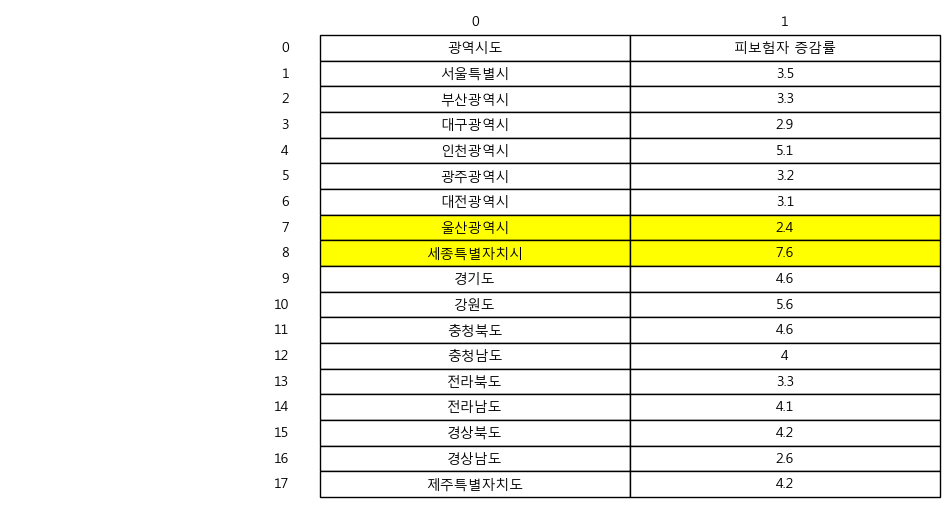 0 1
0 광역시도 피보험자 증감률
1 서울특별시 3.5
2 부산광역시 3.3
3 대구광역시 2.9
4 인천광역시 5.1
5 광주광역시 3.2
6 대전광역시 3.1
7 울산광역시 2.4
8 세종특별자치시 7.6
9 경기도 4.6
10 강원도 5.6
11 충청북도 4.6
12 충청남도 4
13 전라북도 3.3
14 전라남도 4.1
15 경상북도 4.2
16 경상남도 2.6
17 제주특별자치도 4.2